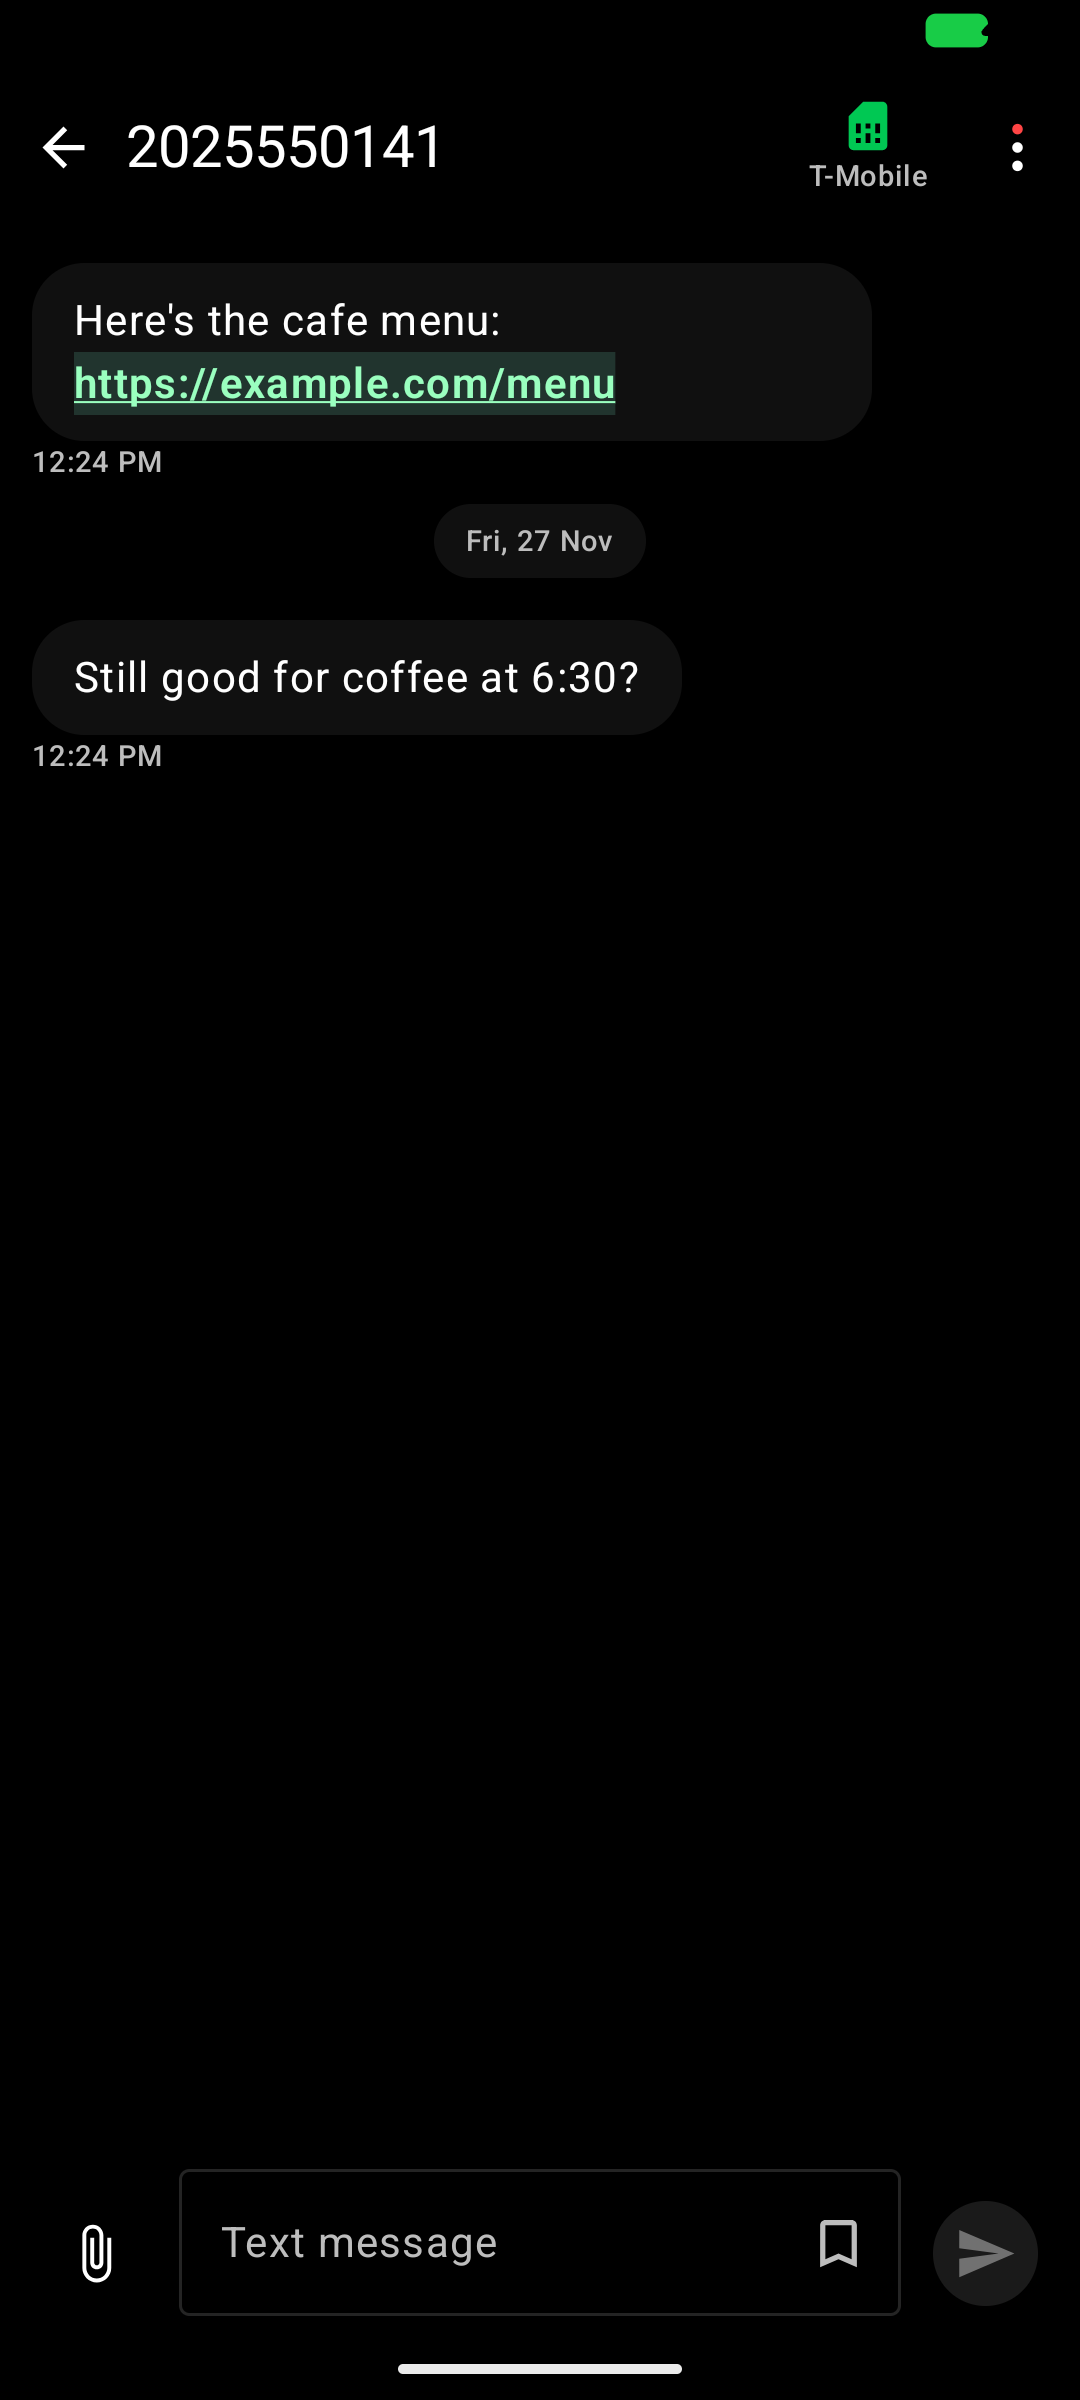 2025550141
T-Mobile
Here's the cafe menu:
https://example.com/menu
12:24 PM
Fri, 27 Nov
Still good for coffee at 6:30?
12:24 PM
Text message